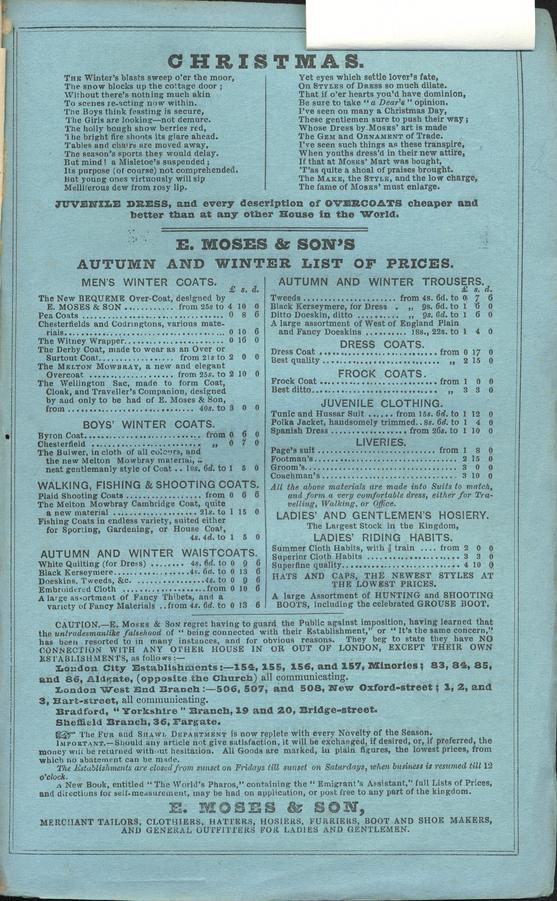 CHRISTMAS.
The Winter's blasts sweep o'er the moor,
The snow blocks up the cottage door ;
Without there's nothing much akin
To scenes re-acting now within.
The Boys think feasting is secure,
The Girls are looking—not demure.
The holly bough show berries red,
The bright fire shoots its glare ahead.
Tables and chairs are moved away,
The season's sports they would delay.
But mind ! a Misletoe's suspended ;
Its purpose (of course) not comprehended.
But young ones virtuously will sip
Melliferous dew from rosy lip.
Yet eyes which settle lover's fate,
On Styles of Dress so much dilate.
That if o'er hearts you'd have dominion,
Be sure to take "a Dear's" opinion.
I've seen on many a Christmas Day,
These gentlemen sure to push their way ;
Whose Dress by Moses' art is made
The Gem and Ornament of Trade.
I've seen such things as these transpire,
When youths dress'd in their new attire,
If that at Moses' Mart was bought,
'T'as quite a shoal of praises brought.
The Make, the Style, and the low charge,
The fame of Moses' must enlarge.
JUVENILE DRESS, and every description of OVERCOATS cheaper and
better than at any other House in the World.
E. MOSES & SON'S
AUTUMN AND WINTER LIST OF PRICES.
MEN'S WINTER COATS.
£ s. d.
The New BEQUEME Over-Coat, designed by
E. MOSES & SON ........... from 25s to 4 10 0
Pea Coats ........... 0 8 6
Chesterfields and Codringtons, various mate-
rials........... 0 10 6
The Witney Wrapper........... 0 16 0
The Derby Coat, made to wear as an Over or
Surtout Coat........... from 21s to 2 0 0
The Melton Mowbray, a new and elegant
Overcoat ........... from 25s. to 2 10 0
The Wellington Sac, made to form Coat,
Cloak, and Traveller's Companion, designed
by and only to be had of E. Moses & Son,
from ........... 40s. to 3 0 0
BOYS' WINTER COATS.
Byron Coat........... from 0 6 0
Chesterfield ........... „ 0 7 0
The Bulwer, in cloth of all colours, and
the new Melton Mowbray material, a
neat gentlemanly style of Coat .. 10s. 6d. to 1 5 0
WALKING, FISHING & SHOOTING COATS.
Plaid Shooting Coats ........... from 0 6 6
The Melton Mowbray Cambridge Coat, quite
a new material ........... 21s. to 1 15 0
Fishing Coats in endless variety, suited either
for Sporting, Gardening, or House Coat,
4s. 4d. to 1 5 0
AUTUMN AND WINTER WAISTCOATS.
White Quilting (for Dress) ........... 4s. 6d. to 0 9 6
Black Kerseymere........... 4s. 6d. to 0 13 6
Doeskins, Tweeds, &c. ........... 4s. to 0 9 6
Embroidered Cloth ........... from 0 10 6
A large assortment of Fancy Thibets, and a
variety of Fancy Materials ..from 4s. 6d. to 0 13 6
AUTUMN AND WINTER TROUSERS.
£ s. d.
Tweeds ........... from 4s. 6d. to 0 7 6
Black Kerseymere, for Dress . „ 9s. 6d. to 1 6 0
Ditto Doeskin, ditto ........... „ 9s. 6d. to 1 6 0
A large assortment of West of England Plain
and Fancy Doeskins ........... 18s., 22s. to 1 4 0
DRESS COATS.
Dress Coat ........... from 0 17 0
Best quality ........... „ 2 15 0
FROCK COATS.
Frock Coat ........... from 1 0 0
Best ditto........... „ 3 3 0
JUVENILE CLOTHING.
Tunic and Hussar Suit ...... from 15s. 6d. to 1 12 0
Polka Jacket, handsomely trimmed..8s. 6d. to 1 4 0
Spanish Dress ........... from 26s. to 1 10 0
LIVERIES.
Page's suit ........... from 1 8 0
Footman's........... 2 15 0
Groom's........... 3 0 0
Coachman's........... 3 10 0
All the above materials are made into Suits to match,
and form a very comfortable dress, either for Tra-
velling, Walking, or Office.
LADIES' AND GENTLEMEN'S HOSIERY.
The Largest Stock in the Kingdom,
LADIES' RIDING HABITS.
Summer Cloth Habits, with train .... from 2 0 0
Superior Cloth Habits ........... 3 3 0
Superfine quality........... 4 10 0
HATS AND CAPS, THE NEWEST STYLES AT
THE LOWEST PRICES.
A large Assortment of HUNTING and SHOOTING
BOOTS, including the celebrated GROUSE BOOT.
CAUTION.—E. Moses & Son regret having to guard the Public against imposition, having learned that
the untradesmanlike falsehood of "being connected with their Establishment," or "It's the same concern,"
has been resorted to in many instances, and for obvious reasons. They beg to state they have NO
CONNECTION WITH ANY OTHER HOUSE IN OR OUT OF LONDON, EXCEPT THEIR OWN
ESTABLISHMENTS, as follows :—
London City Establishments:—154, 155, 156, and 157, Minories; 83, 84, 85,
and 86, Aldgate, (opposite the Church) all communicating.
London West End Branch:—506, 507, and 508, New Oxford-street; 1, 2, and
3, Hart-street, all communicating.
Bradford, "Yorkshire" Branch, 19 and 20, Bridge-street.
Sheffield Branch, 36, Fargate.
The Fur and Shawl Department is now replete with every Novelty of the Season.
Important.—Should any article not give satisfaction, it will be exchanged, if desired, or, if preferred, the
money will be returned with-out hesitation. All Goods are marked, in plain figures, the lowest prices, from
which no abatement can be made.
The Establishments are closed from sunset on Fridays till sunset on Saturdays, when business is resumed till 12
o'clock.
A New Book, entitled "The World's Pharos," containing the "Emigrant's Assistant," full Lists of Prices,
and directions for self-measurement, may be had on application, or post free to any part of the kingdom.
E. MOSES & SON,
MERCHANT TAILORS, CLOTHIERS, HATTERS, HOSIERS, FURRIERS, BOOT AND SHOE MAKERS,
AND GENERAL OUTFITTERS FOR LADIES AND GENTLEMEN.